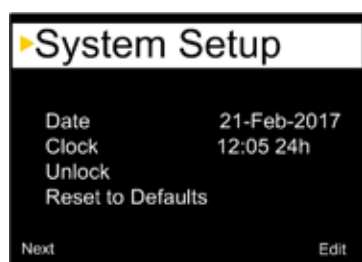 System Setup
Date 21-Feb-2017
Clock 12:05 24h
Unlock
Reset to Defaults
Next Edit